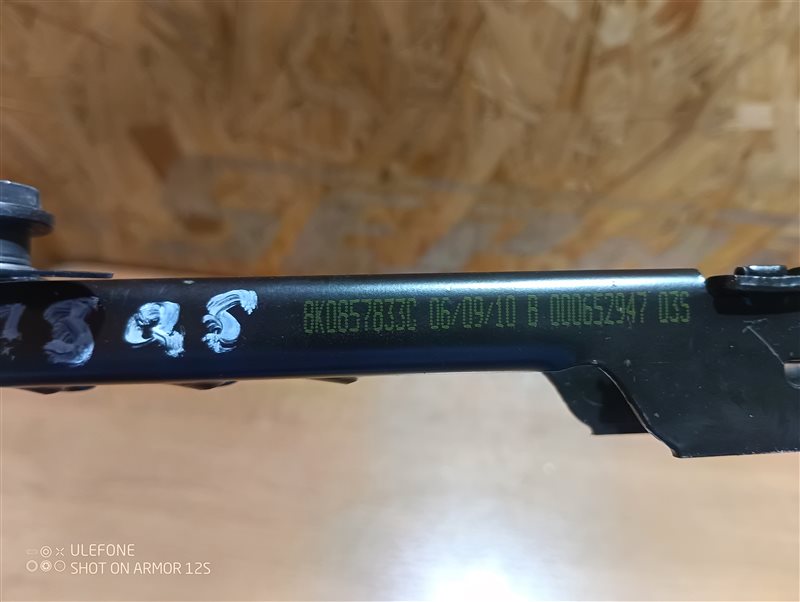 8K0857833C 06/09/10 B 000652947 03S
ULEFONE
SHOT ON ARMOR 12S